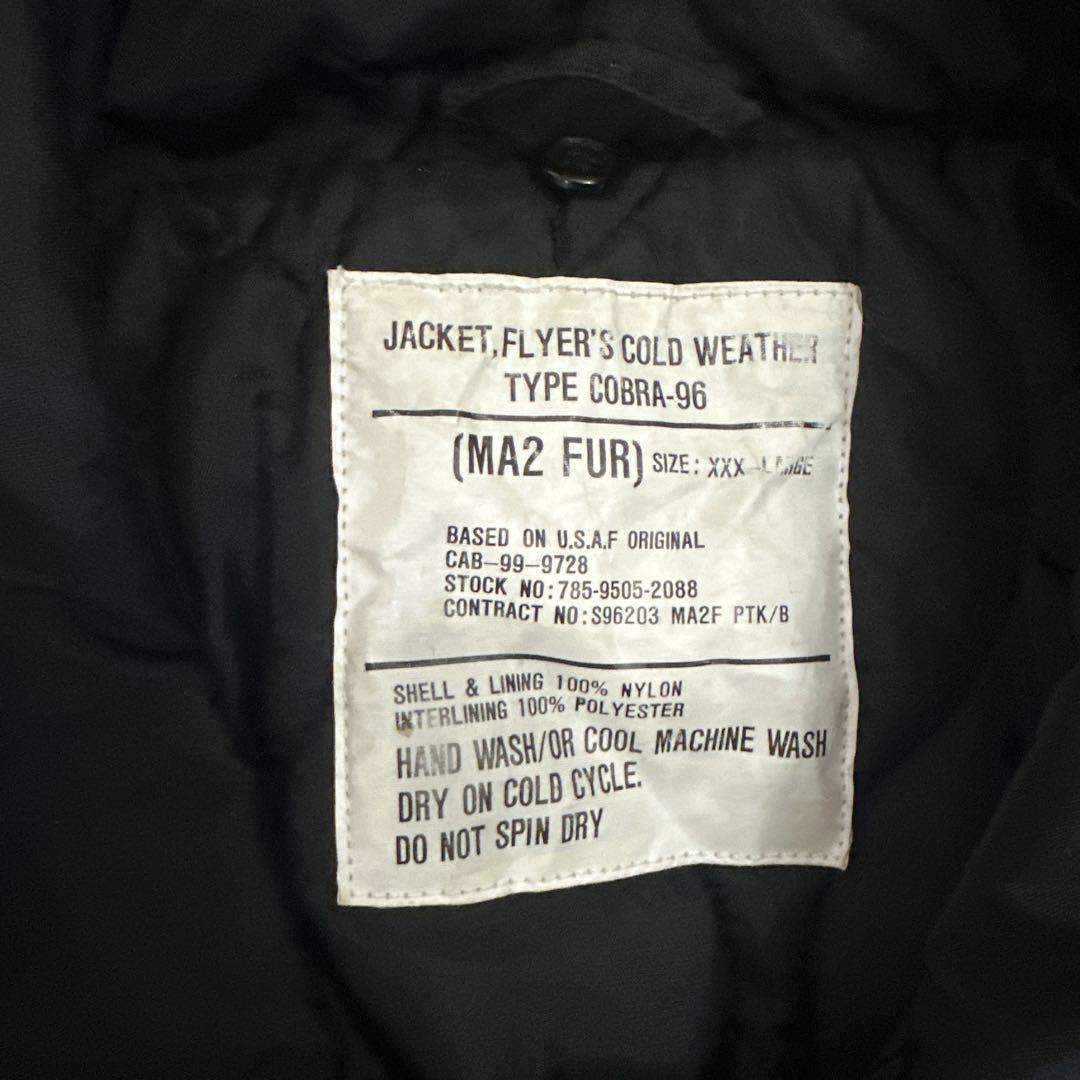 JACKET,FLYER'S COLD WEATHER
TYPE COBRA-96
(MA2 FUR) SIZE: XXX-LARGE
BASED ON U.S.A.F ORIGINAL
CAB-99-9728
STOCK NO:785-9505-2088
CONTRACT NO:S96203 MA2F PTK/B
SHELL & LINING 100% NYLON
INTERLINING 100% POLYESTER
HAND WASH/OR COOL MACHINE WASH
DRY ON COLD CYCLE.
DO NOT SPIN DRY